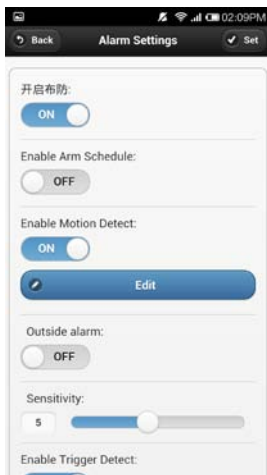 02:09PM
Back Alarm Settings Set
开启布防:
ON
Enable Arm Schedule:
OFF
Enable Motion Detect:
ON
Edit
Outside alarm:
OFF
Sensitivity:
5
Enable Trigger Detect: